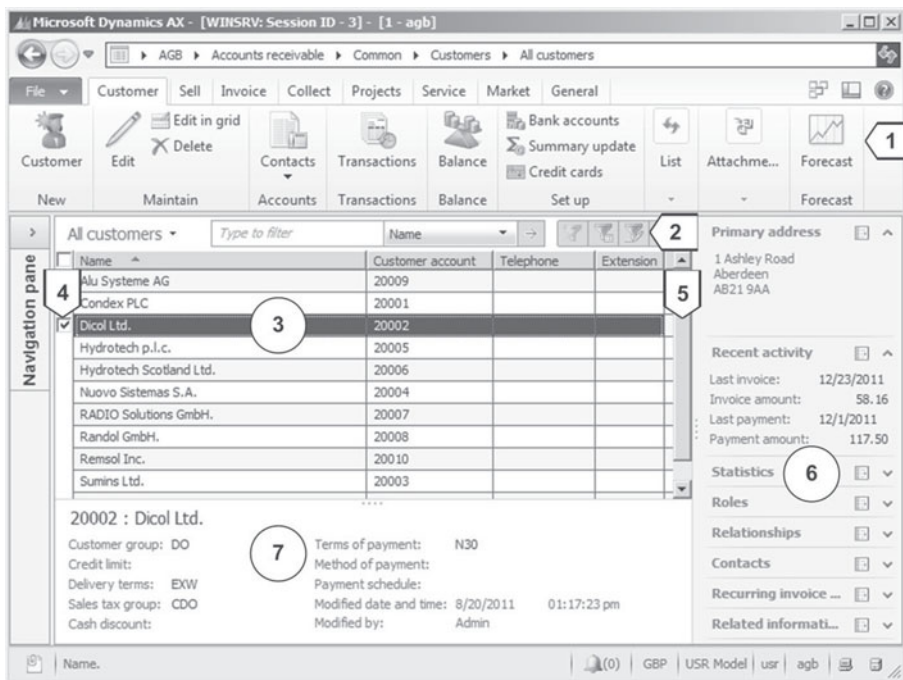 Microsoft Dynamics AX - [WINSRV: Session ID - 3] - [1 - agb]
AGB Accounts receivable Common Customers All customers
File Customer Sell Invoice Collect Projects Service Market General
Customer
New
Edit
Edit in grid
Delete
Maintain
Contacts
Accounts
Transactions
Transactions
Balance
Balance
Bank accounts
Summary update
Credit cards
Set up
List
Attachme...
Forecast
Forecast
1
Navigation pane
All customers Type to filter Name
2
Name Customer account Telephone Extension
Alu Systeme AG 20009
Condex PLC 20001
Dicol Ltd. 20002
Hydrotech p.l.c. 20005
Hydrotech Scotland Ltd. 20006
Nuovo Sistemas S.A. 20004
RADIO Solutions GmbH. 20007
Randol GmbH. 20008
Remsol Inc. 20010
Sumins Ltd. 20003
4
3
5
20002 : Dicol Ltd.
Customer group: DO
Credit limit:
Delivery terms: EXW
Sales tax group: CDO
Cash discount:
7
Terms of payment: N30
Method of payment:
Payment schedule:
Modified date and time: 8/20/2011 01:17:23 pm
Modified by: Admin
Primary address
1 Ashley Road
Aberdeen
AB21 9AA
Recent activity
Last invoice: 12/23/2011
Invoice amount: 58.16
Last payment: 12/1/2011
Payment amount: 117.50
Statistics
6
Roles
Relationships
Contacts
Recurring invoice ...
Related informati...
Name.
(0) GBP USR Model usr agb